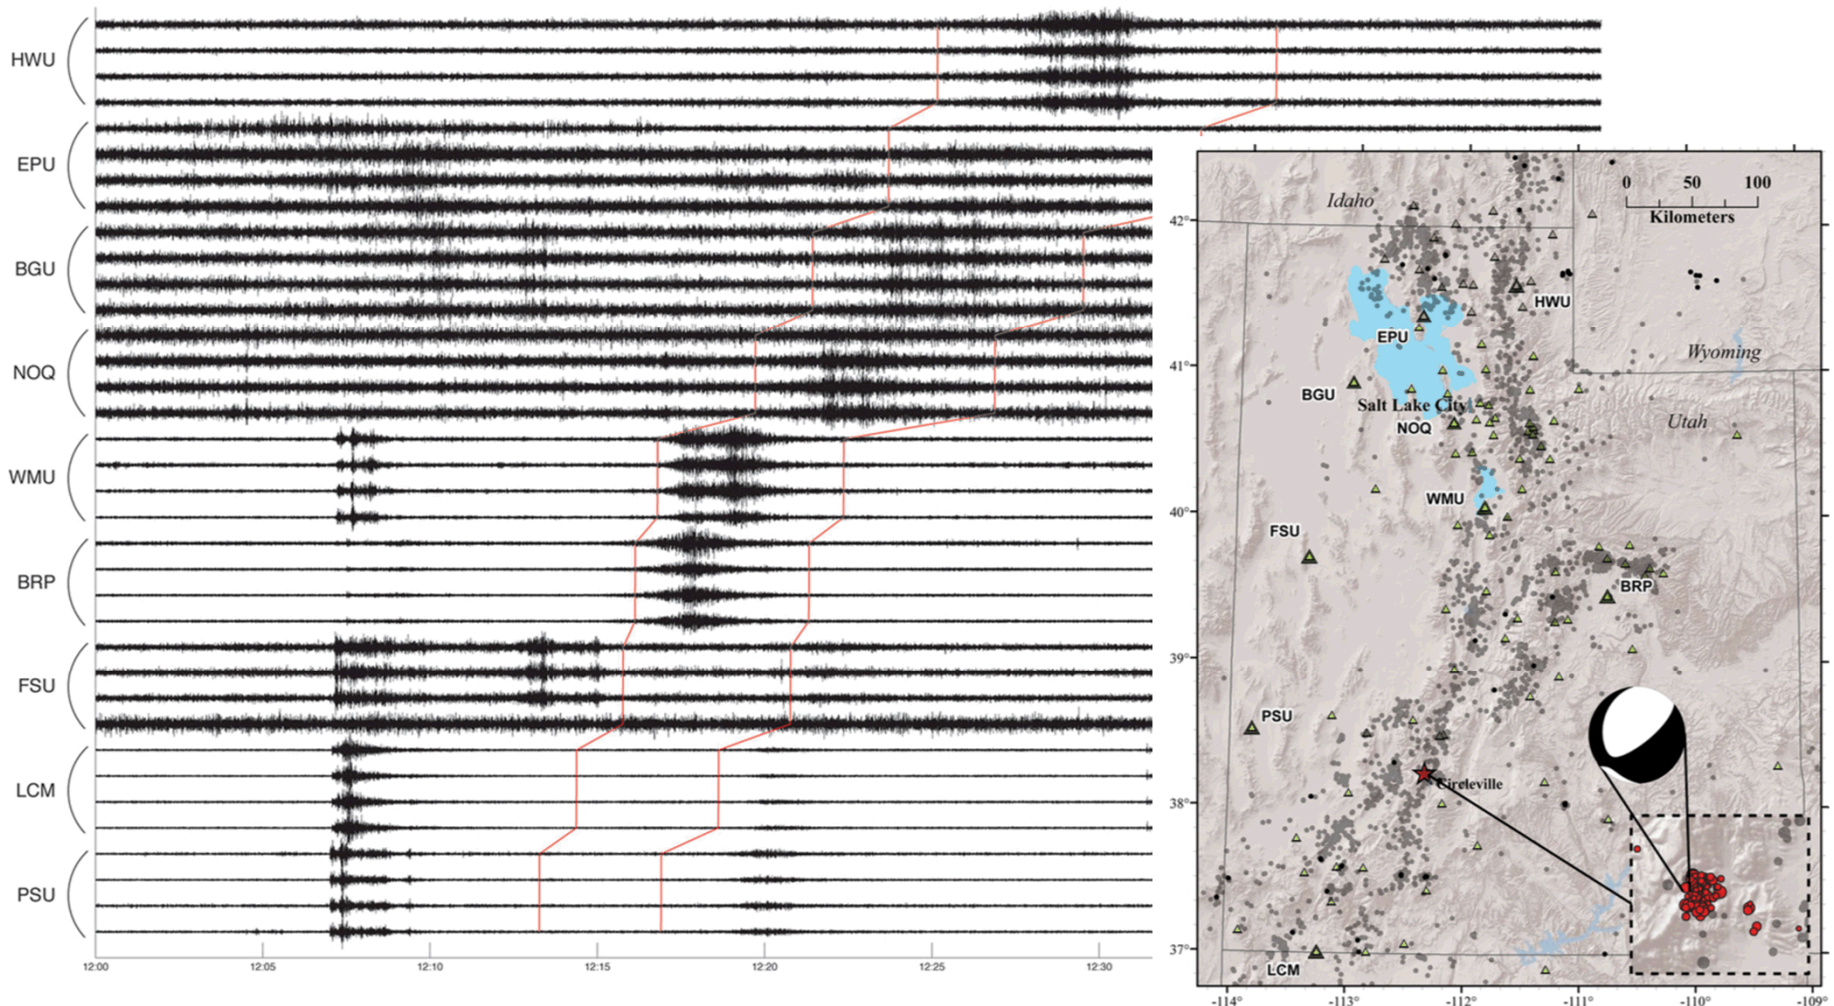 HWU
EPU
BGU
NOQ
WMU
BRP
FSU
LCM
PSU
12:00 12:05 12:10 12:15 12:20 12:25 12:30
0 50 100
Kilometers
Idaho
42°
HWU
EPU
Wyoming
41°
BGU
Salt Lake City
NOQ
Utah
WMU
40°
FSU
BRP
39°
PSU
Circleville
38°
37°
LCM
-114° -113° -112° -111° -110° -109°